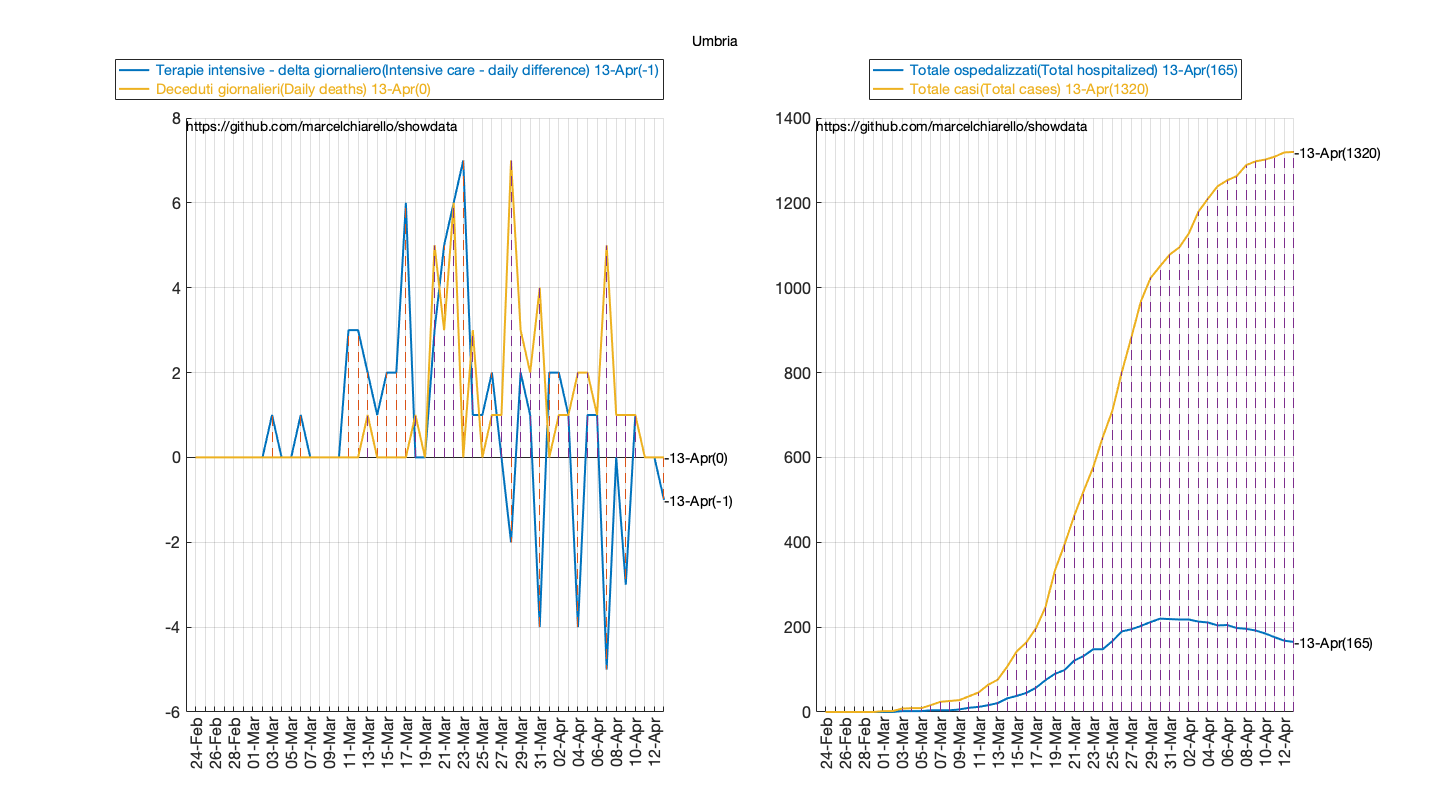 Umbria
Terapie intensive - delta giornaliero(Intensive care - daily difference) 13-Apr(-1)
Deceduti giornalieri(Daily deaths) 13-Apr(0)
https://github.com/marcelchiarello/showdata
8
6
4
2
0
-2
-4
-6
-13-Apr(0)
-13-Apr(-1)
24-Feb
26-Feb
28-Feb
01-Mar
03-Mar
05-Mar
07-Mar
09-Mar
11-Mar
13-Mar
15-Mar
17-Mar
19-Mar
21-Mar
23-Mar
25-Mar
27-Mar
29-Mar
31-Mar
02-Apr
04-Apr
06-Apr
08-Apr
10-Apr
12-Apr
Totale ospedalizzati(Total hospitalized) 13-Apr(165)
Totale casi(Total cases) 13-Apr(1320)
https://github.com/marcelchiarello/showdata
1400
1200
1000
800
600
400
200
0
-13-Apr(1320)
-13-Apr(165)
24-Feb
26-Feb
28-Feb
01-Mar
03-Mar
05-Mar
07-Mar
09-Mar
11-Mar
13-Mar
15-Mar
17-Mar
19-Mar
21-Mar
23-Mar
25-Mar
27-Mar
29-Mar
31-Mar
02-Apr
04-Apr
06-Apr
08-Apr
10-Apr
12-Apr